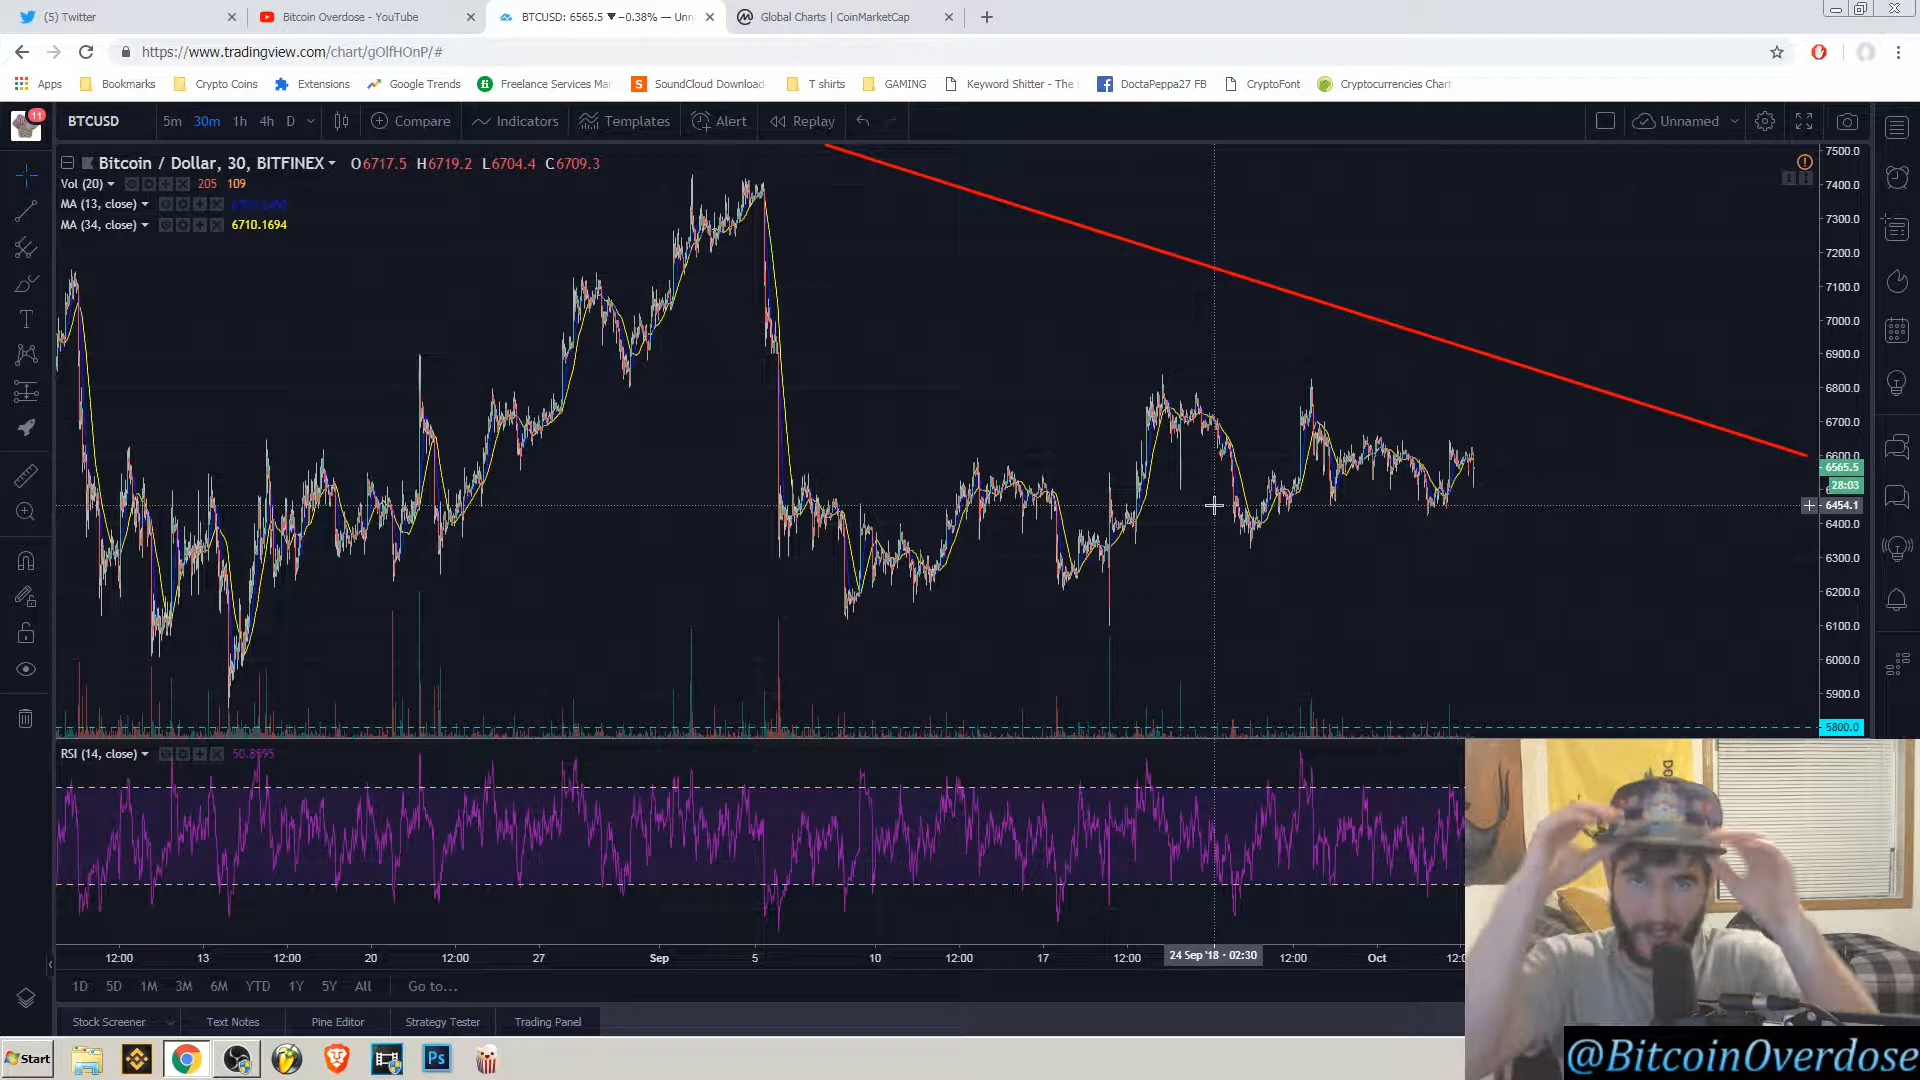 (5) Twitter
Bitcoin Overdose - YouTube
BTCUSD: 6565.5 ▼ −0.38% — Unn
Global Charts | CoinMarketCap
https://www.tradingview.com/chart/gOlfHOnP/#
Apps
Bookmarks
Crypto Coins
Extensions
Google Trends
Freelance Services Mar
SoundCloud Download
T shirts
GAMING
Keyword Shitter - The
DoctaPeppa27 FB
CryptoFont
Cryptocurrencies Chart
11
BTCUSD
5m
30m
1h
4h
D
Compare
Indicators
Templates
Alert
Replay
Unnamed
Bitcoin / Dollar, 30, BITFINEX
O6717.5 H6719.2 L6704.4 C6709.3
Vol (20)
205 109
MA (13, close)
MA (34, close)
6710.1694
7500.0
7400.0
7300.0
7200.0
7100.0
7000.0
6900.0
6800.0
6700.0
6600.0
6565.5
28:03
6454.1
6400.0
6300.0
6200.0
6100.0
6000.0
5900.0
5800.0
RSI (14, close)
50.8595
12:00
13
12:00
20
12:00
27
Sep
5
10
12:00
17
12:00
24 Sep '18 - 02:30
12:00
Oct
1D
5D
1M
3M
6M
YTD
1Y
5Y
All
Go to...
Stock Screener
Text Notes
Pine Editor
Strategy Tester
Trading Panel
Start
Ps
DO
@BitcoinOverdose